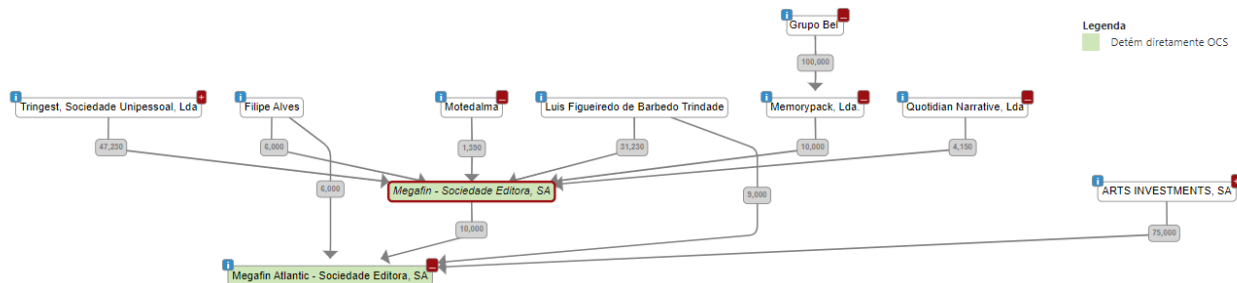 Grupo Bel
Legenda
Detém diretamente OCS
100,000
Tringest, Sociedade Unipessoal, Lda
Filipe Alves
Motedalma
Luis Figueiredo de Barbedo Trindade
Memorypack, Lda.
Quotidian Narrative, Lda
47,230
6,000
1,390
31,230
10,000
4,150
Megafin - Sociedade Editora, SA
6,000
9,000
ARTS INVESTMENTS, SA
10,000
75,000
Megafin Atlantic - Sociedade Editora, SA